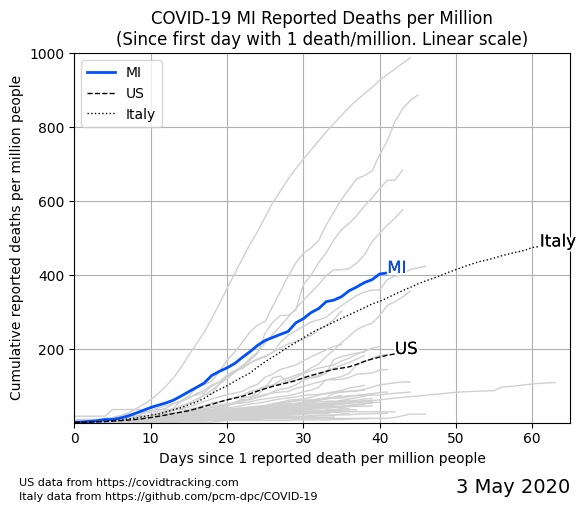 COVID-19 MI Reported Deaths per Million
(Since first day with 1 death/million. Linear scale)
Cumulative reported deaths per million people
1000
800
600
400
200
MI
US
Italy
Italy
MI
US
0 10 20 30 40 50 60
Days since 1 reported death per million people
US data from https://covidtracking.com
Italy data from https://github.com/pcm-dpc/COVID-19
3 May 2020